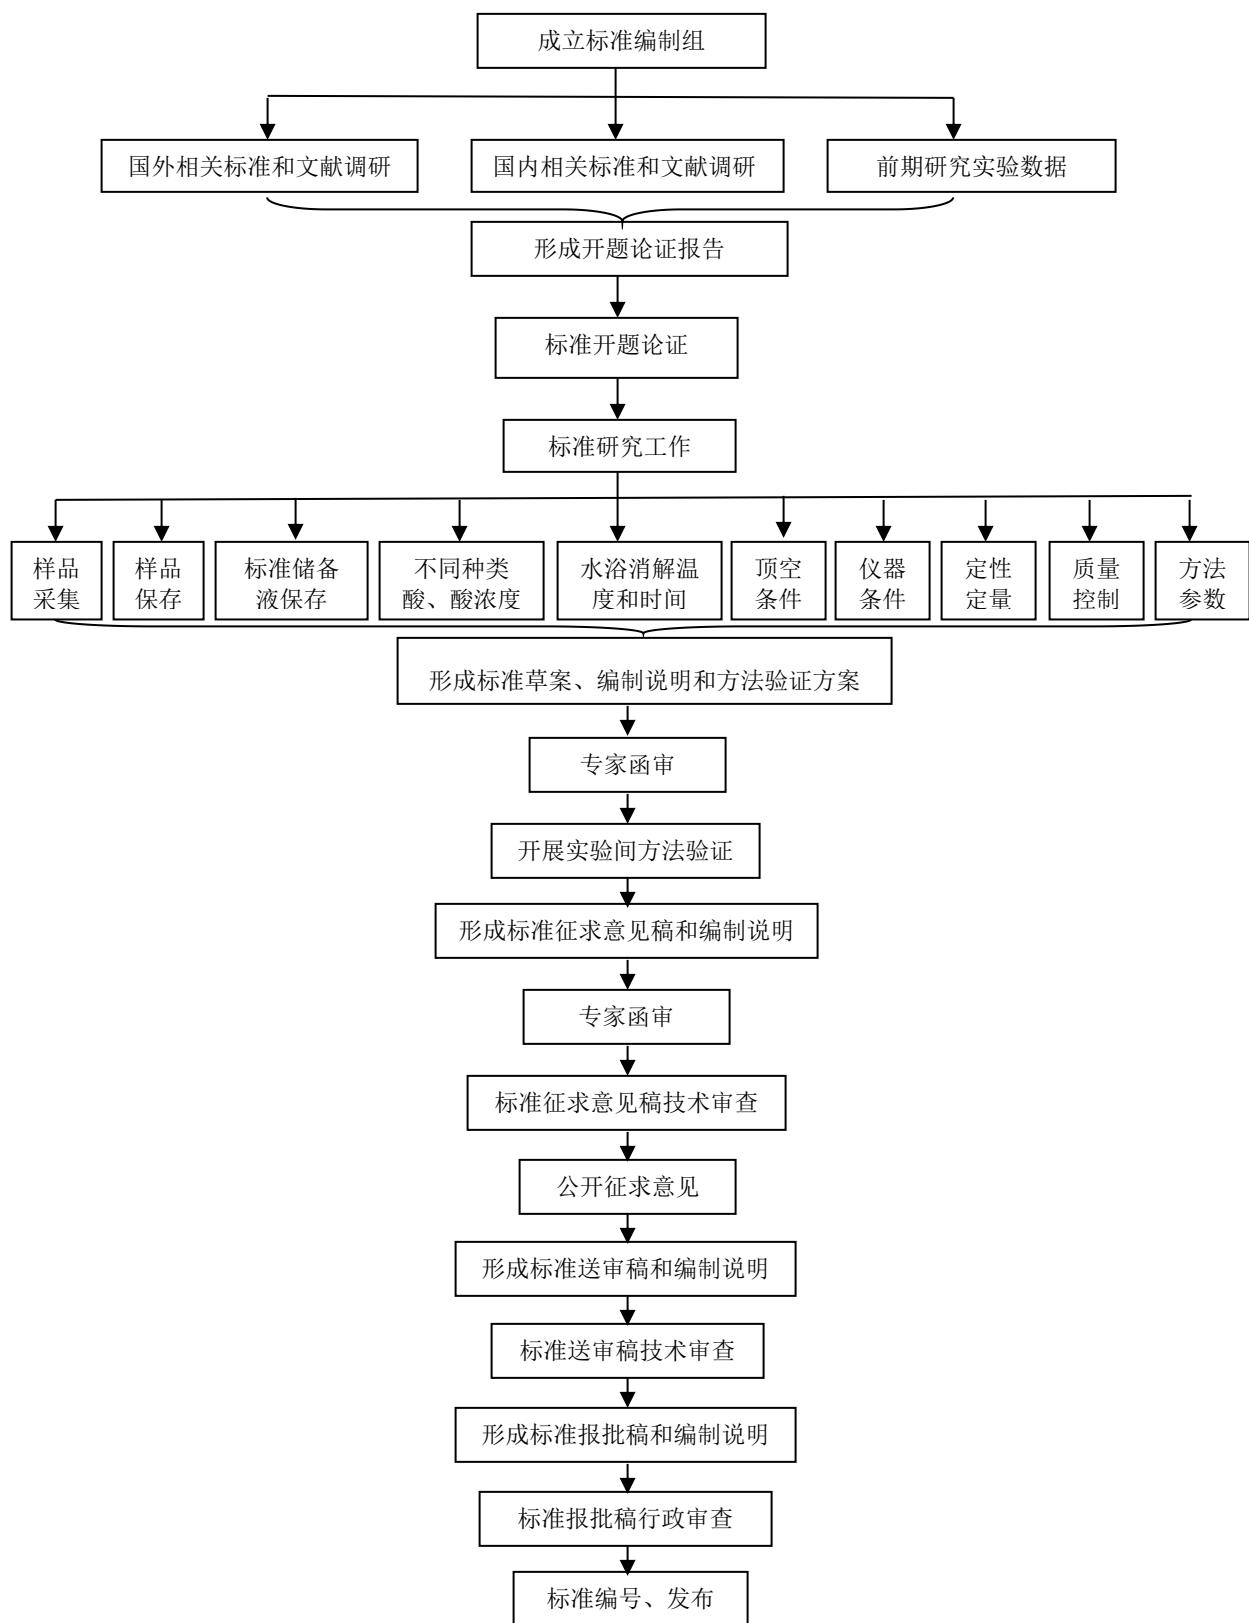 成立标准编制组
国外相关标准和文献调研
国内相关标准和文献调研
前期研究实验数据
形成开题论证报告
标准开题论证
标准研究工作
样品
采集
样品
保存
标准储备
液保存
不同种类
酸、酸浓度
水浴消解温
度和时间
顶空
条件
仪器
条件
定性
定量
质量
控制
方法
参数
形成标准草案、编制说明和方法验证方案
专家函审
开展实验间方法验证
形成标准征求意见稿和编制说明
专家函审
标准征求意见稿技术审查
公开征求意见
形成标准送审稿和编制说明
标准送审稿技术审查
形成标准报批稿和编制说明
标准报批稿行政审查
标准编号、发布